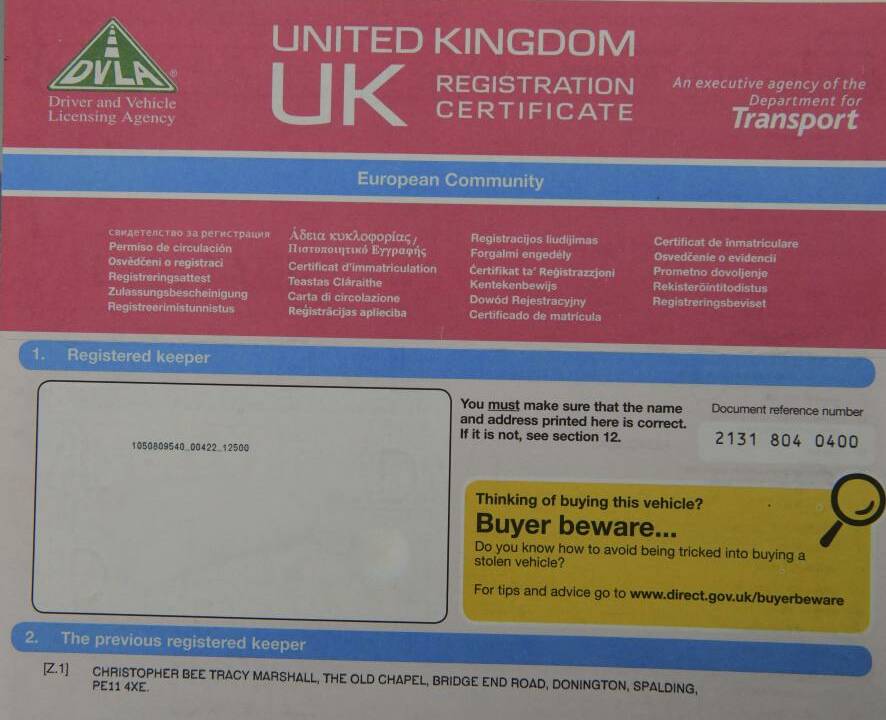 DVLA®
Driver and Vehicle
Licensing Agency
UNITED KINGDOM
UK
REGISTRATION
CERTIFICATE
An executive agency of the
Department for
Transport
European Community
свидетелство за регистрация
Permiso de circulación
Osvědčení o registraci
Registreringsattest
Zulassungsbescheinigung
Registreerimistunnistus
Άδεια κυκλοφορίας /
Πιστοποιητικό Εγγραφής
Certificat d'immatriculation
Teastas Cláraithe
Carta di circolazione
Reģistrācijas apliecība
Registracijos liudijimas
Forgalmi engedély
Ċertifikat ta' Reġistrazzjoni
Kentekenbewijs
Dowód Rejestracyjny
Certificado de matrícula
Certificat de înmatriculare
Osvedčenie o evidencii
Prometno dovoljenje
Rekisteröintitodistus
Registreringsbeviset
1. Registered keeper
1050809540_00422_12500
You must make sure that the name
and address printed here is correct.
If it is not, see section 12.
Document reference number
2131 804 0400
Thinking of buying this vehicle?
Buyer beware...
Do you know how to avoid being tricked into buying a
stolen vehicle?
For tips and advice go to www.direct.gov.uk/buyerbeware
2. The previous registered keeper
[Z.1] CHRISTOPHER BEE TRACY MARSHALL, THE OLD CHAPEL, BRIDGE END ROAD, DONINGTON, SPALDING,
PE11 4XE.